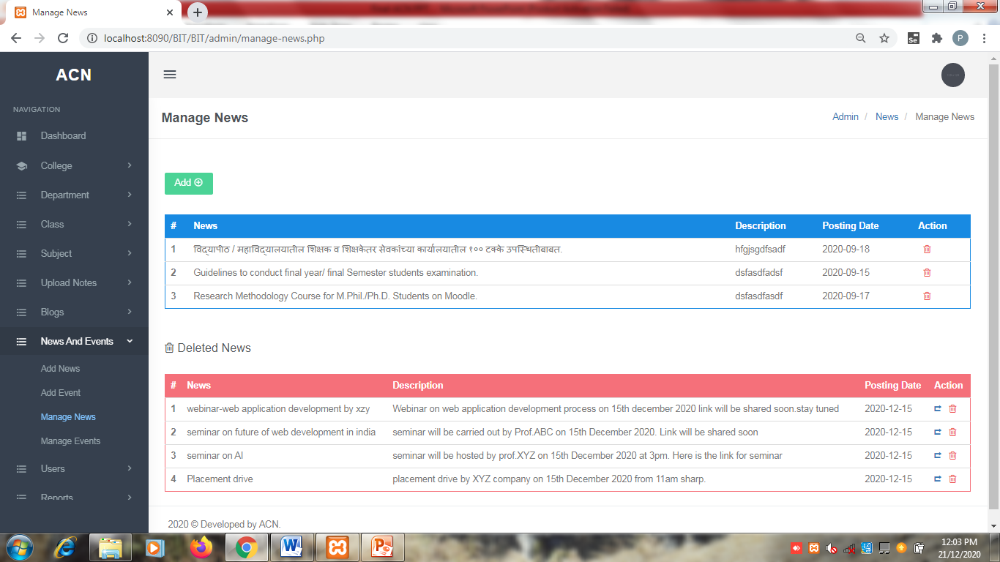 Manage News
localhost:8090/BIT/BIT/admin/manage-news.php
Se
P
ACN
NAVIGATION
Dashboard
College
Department
Class
Subject
Upload Notes
Blogs
News And Events
Add News
Add Event
Manage News
Manage Events
Users
Reports
Manage News
Admin / News / Manage News
Add
# News Description Posting Date Action
1 विद्यापीठ / महाविद्यालयातील शिक्षक व शिक्षकेतर सेवकांच्या कार्यालयातील १०० टक्के उपस्थितीबाबत. hfgjsgdfsadf 2020-09-18
2 Guidelines to conduct final year/ final Semester students examination. dsfasdfadsf 2020-09-15
3 Research Methodology Course for M.Phil./Ph.D. Students on Moodle. dsfasdfasdf 2020-09-17
Deleted News
# News Description Posting Date Action
1 webinar-web application development by xzy Webinar on web application development process on 15th december 2020 link will be shared soon.stay tuned 2020-12-15
2 seminar on future of web development in india seminar will be carried out by Prof.ABC on 15th December 2020. Link will be shared soon 2020-12-15
3 seminar on AI seminar will be hosted by prof.XYZ on 15th December 2020 at 3pm. Here is the link for seminar 2020-12-15
4 Placement drive placement drive by XYZ company on 15th December 2020 from 11am sharp. 2020-12-15
2020 © Developed by ACN.
12:03 PM
21/12/2020